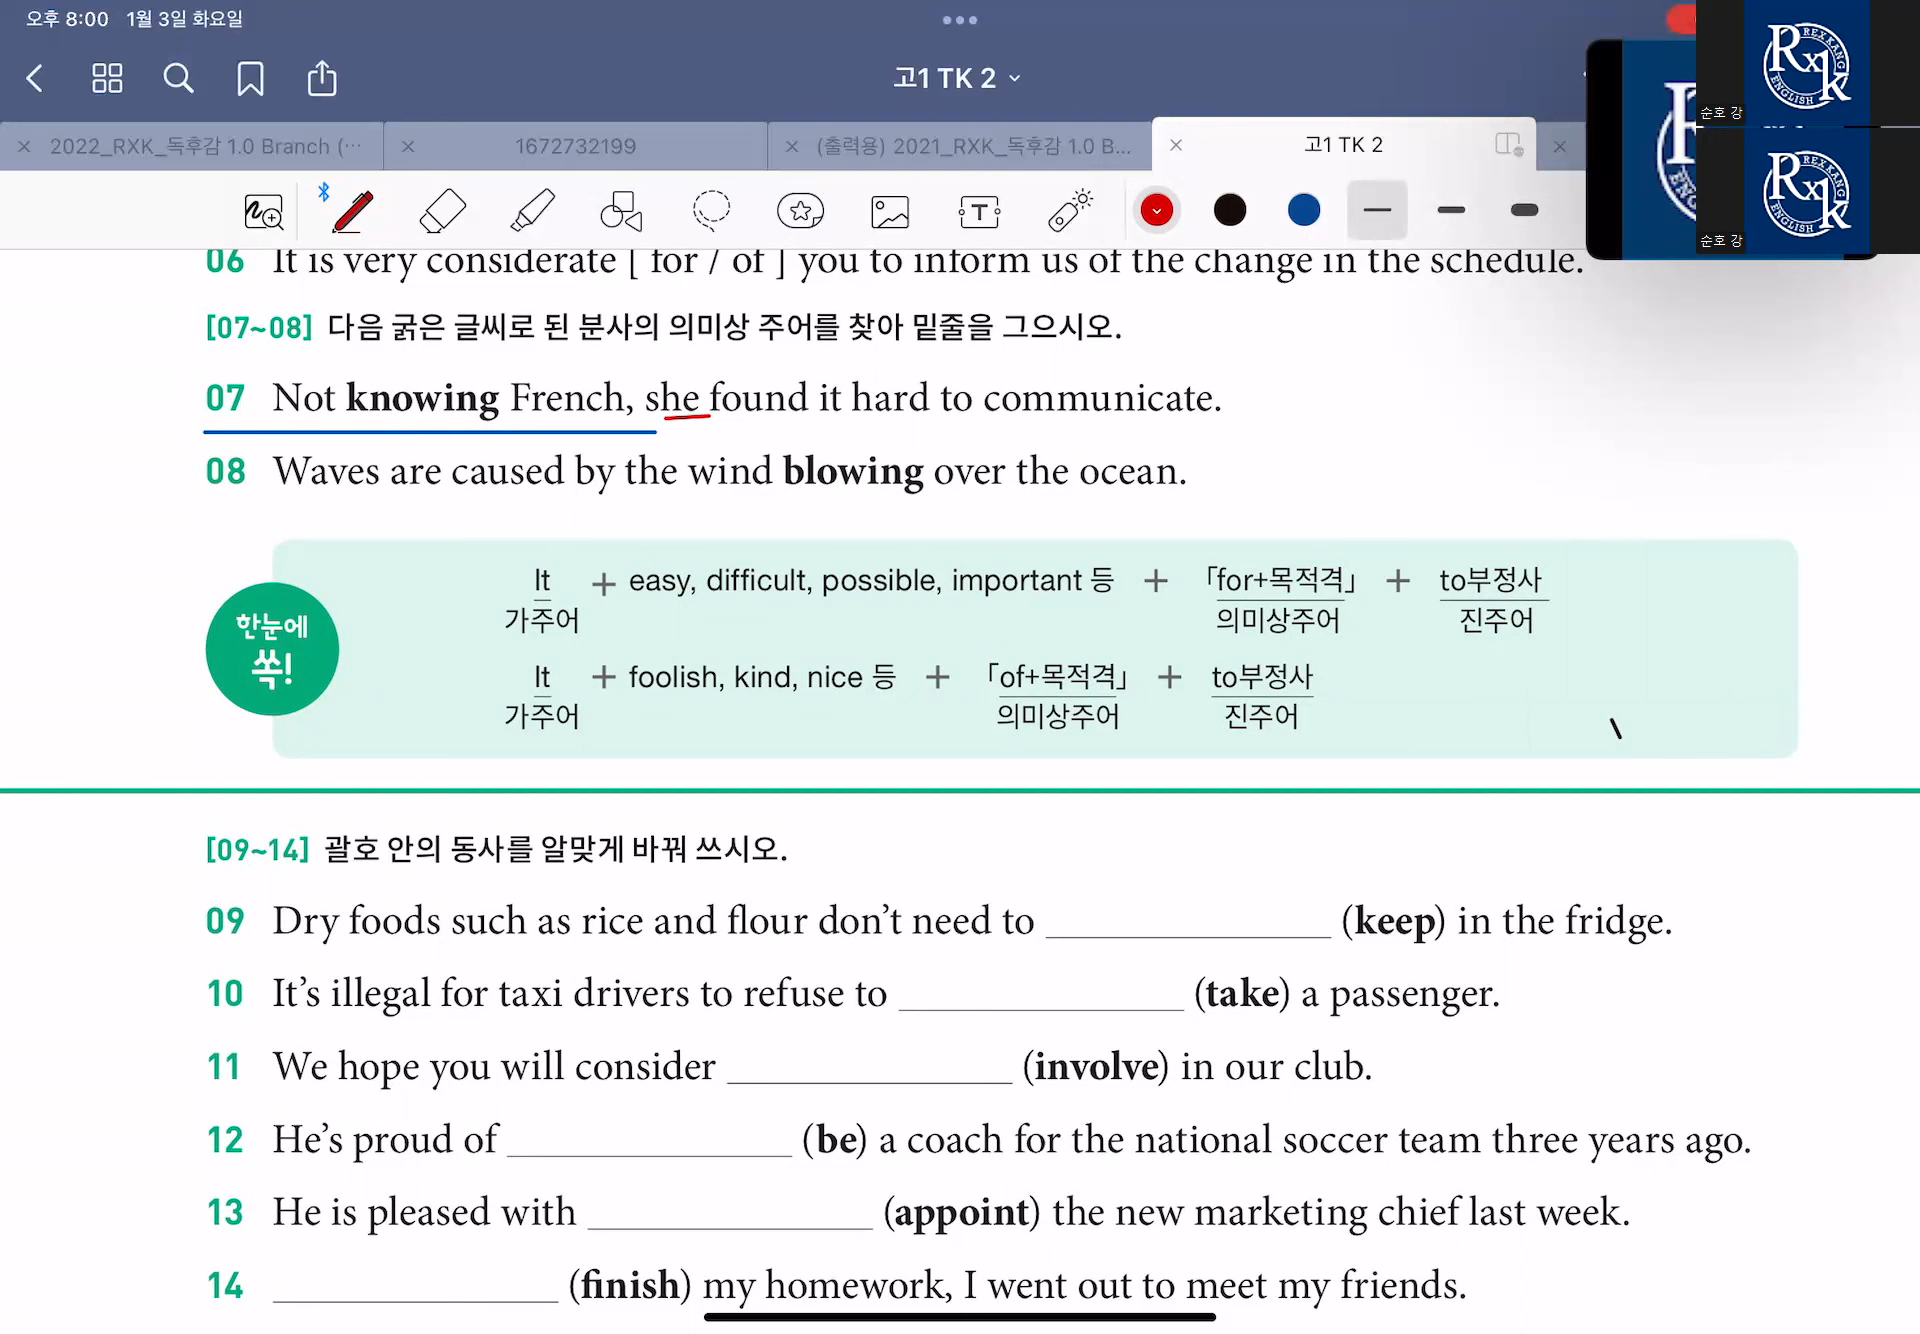 오후 8:00 1월 3일 화요일
고1 TK 2
2022_RXK_독후감 1.0 Branch (…
1672732199
(출력용) 2021_RXK_독후감 1.0 B...
고1 TK 2
REX KANG
RxK
ENGLISH
순호 강
REX KANG
RxK
ENGLISH
순호 강
06 It is very considerate [ for / of ] you to inform us of the change in the schedule.
[07~08] 다음 굵은 글씨로 된 분사의 의미상 주어를 찾아 밑줄을 그으시오.
07 Not knowing French, she found it hard to communicate.
08 Waves are caused by the wind blowing over the ocean.
한눈에 쏙!
It + easy, difficult, possible, important 등 + 「for+목적격」 + to부정사
가주어 의미상주어 진주어
It + foolish, kind, nice 등 + 「of+목적격」 + to부정사
가주어 의미상주어 진주어
[09~14] 괄호 안의 동사를 알맞게 바꿔 쓰시오.
09 Dry foods such as rice and flour don’t need to ____________ (keep) in the fridge.
10 It’s illegal for taxi drivers to refuse to ____________ (take) a passenger.
11 We hope you will consider ____________ (involve) in our club.
12 He’s proud of ____________ (be) a coach for the national soccer team three years ago.
13 He is pleased with ____________ (appoint) the new marketing chief last week.
14 ____________ (finish) my homework, I went out to meet my friends.